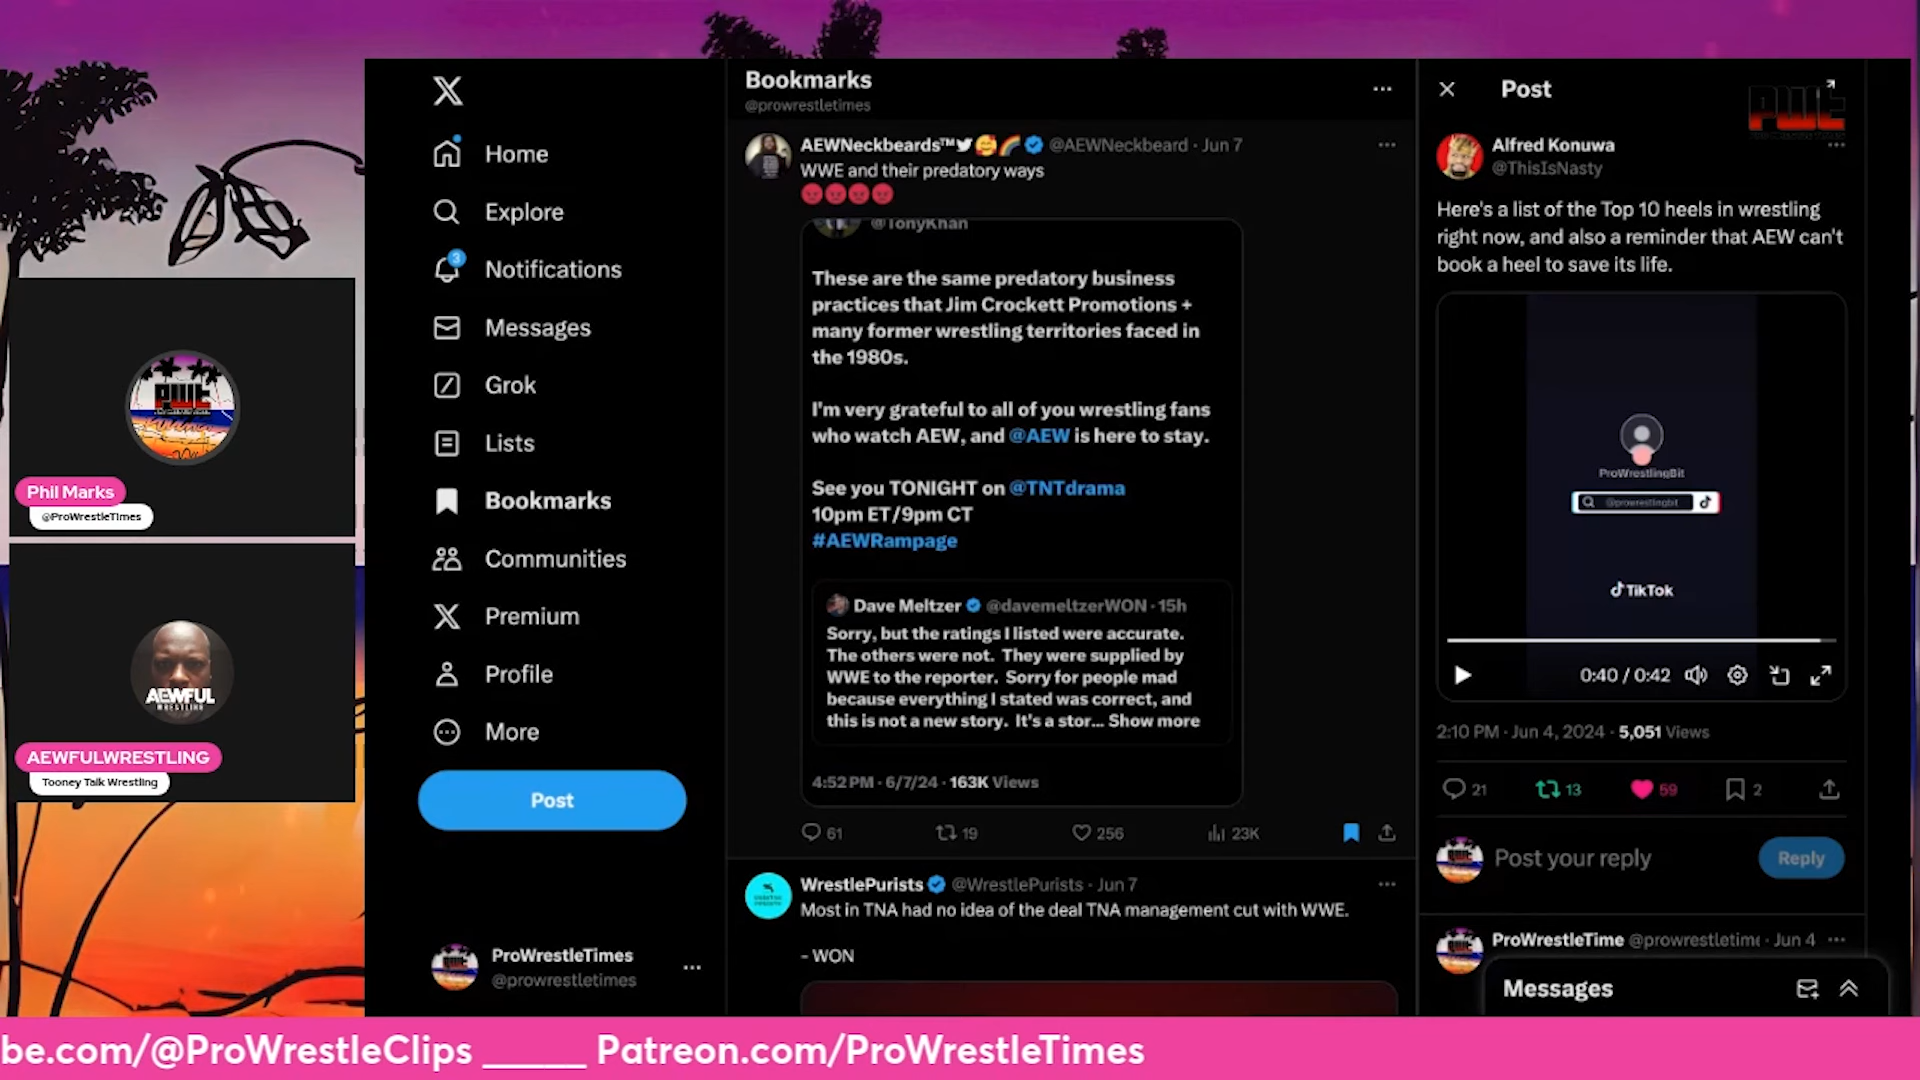 Phil Marks
@ProWrestleTimes
AEWFUL
WRESTLING
AEWFULWRESTLING
Tooney Talk Wrestling
Home
Explore
3
Notifications
Messages
Grok
Lists
Bookmarks
Communities
Premium
Profile
More
Post
ProWrestleTimes
@prowrestletimes
Bookmarks
@prowrestletimes
AEWNeckbeards™ @AEWNeckbeard · Jun 7
WWE and their predatory ways
@TonyKhan
These are the same predatory business
practices that Jim Crockett Promotions +
many former wrestling territories faced in
the 1980s.
I'm very grateful to all of you wrestling fans
who watch AEW, and @AEW is here to stay.
See you TONIGHT on @TNTdrama
10pm ET/9pm CT
#AEWRampage
Dave Meltzer @davemeltzerWON · 15h
Sorry, but the ratings I listed were accurate.
The others were not. They were supplied by
WWE to the reporter. Sorry for people mad
because everything I stated was correct, and
this is not a new story. It's a stor... Show more
4:52 PM · 6/7/24 · 163K Views
61 19 256 23K
WrestlePurists @WrestlePurists · Jun 7
Most in TNA had no idea of the deal TNA management cut with WWE.
- WON
Post
PWT
Alfred Konuwa
@ThisIsNasty
Here's a list of the Top 10 heels in wrestling
right now, and also a reminder that AEW can't
book a heel to save its life.
ProWrestlingBit
@prowrestlingbit
TikTok
0:40 / 0:42
2:10 PM · Jun 4, 2024 · 5,051 Views
21 13 59 2
Post your reply
Reply
ProWrestleTime @prowrestletime · Jun 4
Messages
be.com/@ProWrestleClips ______ Patreon.com/ProWrestleTimes